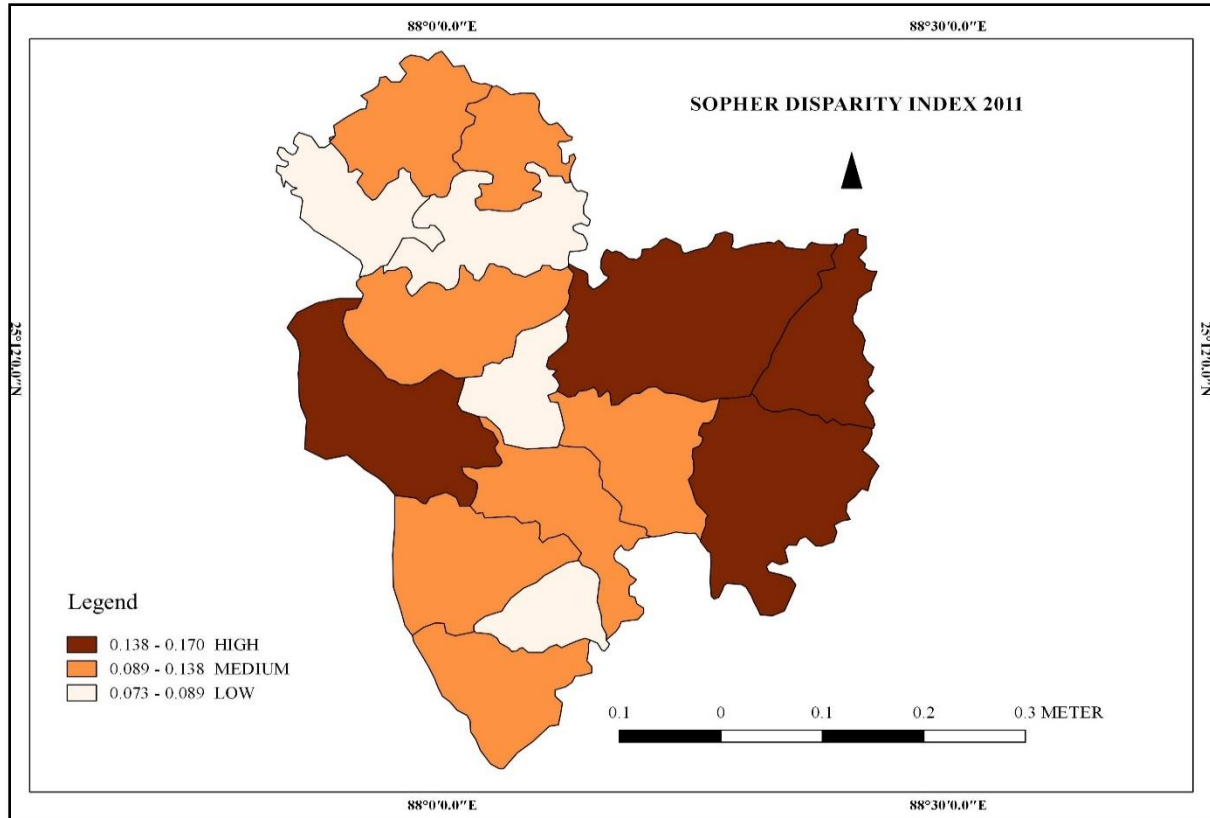 88°0'0.0"E 88°30'0.0"E
SOPHER DISPARITY INDEX 2011
25°12'0.0"N 25°12'0.0"N
Legend
0.138 - 0.170 HIGH
0.089 - 0.138 MEDIUM
0.073 - 0.089 LOW
0.1 0 0.1 0.2 0.3 METER
88°0'0.0"E 88°30'0.0"E